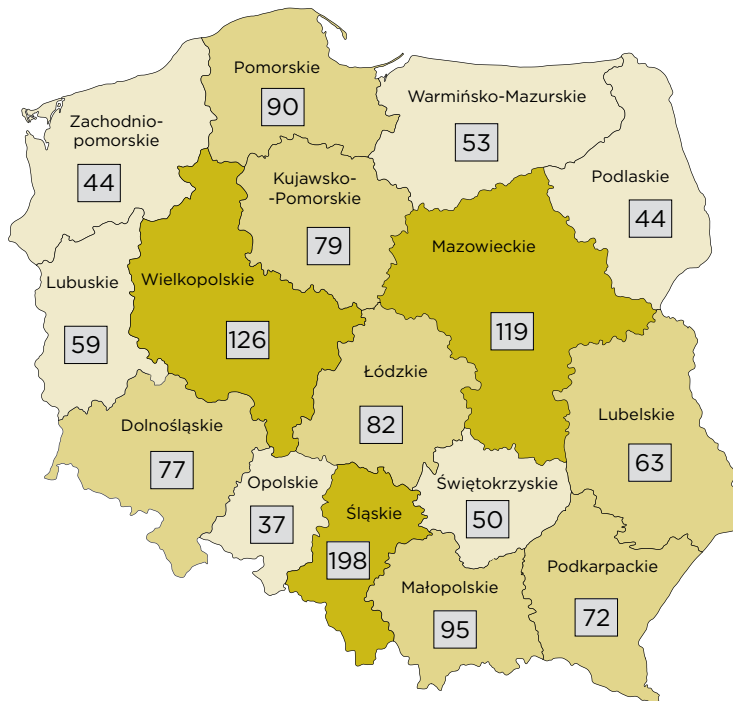 Pomorskie
90
Warmińsko-Mazurskie
53
Zachodnio-
pomorskie
44
Kujawsko-
-Pomorskie
79
Podlaskie
44
Mazowieckie
119
Lubuskie
59
Wielkopolskie
126
Łódzkie
82
Lubelskie
63
Dolnośląskie
77
Opolskie
37
Śląskie
198
Świętokrzyskie
50
Małopolskie
95
Podkarpackie
72